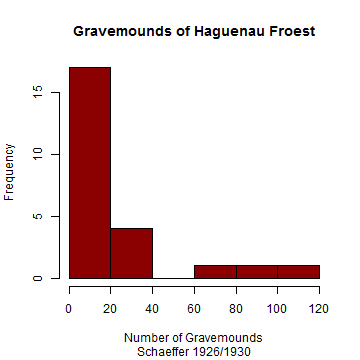 Gravemounds of Haguenau Froest
Frequency
15
10
5
0
0 20 40 60 80 100 120
Number of Gravemounds
Schaeffer 1926/1930